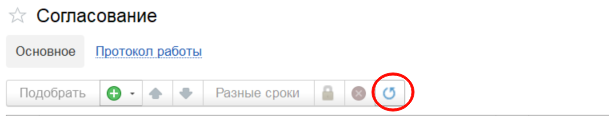 Согласование
Основное Протокол работы
Подобрать Разные сроки